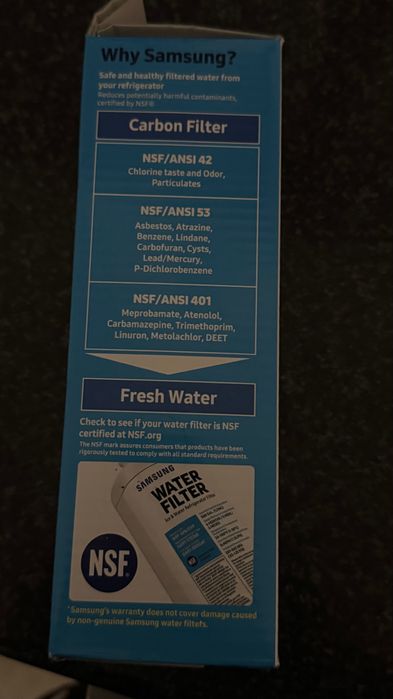 Why Samsung?
Safe and healthy filtered water from
your refrigerator
Reduces potentially harmful contaminants,
certified by NSF®
Carbon Filter
NSF/ANSI 42
Chlorine taste and Odor,
Particulates
NSF/ANSI 53
Asbestos, Atrazine,
Benzene, Lindane,
Carbofuran, Cysts,
Lead/Mercury,
P-Dichlorobenzene
NSF/ANSI 401
Meprobamate, Atenolol,
Carbamazepine, Trimethoprim,
Linuron, Metolachlor, DEET
Fresh Water
Check to see if your water filter is NSF
certified at NSF.org
The NSF mark assures consumers that products have been
rigorously tested to comply with all standard requirements.
SAMSUNG
WATER
FILTER
Ice & Water Refrigerator Filter
NSF
NSF.
*Samsung's warranty does not cover damage caused
by non-genuine Samsung water filters.